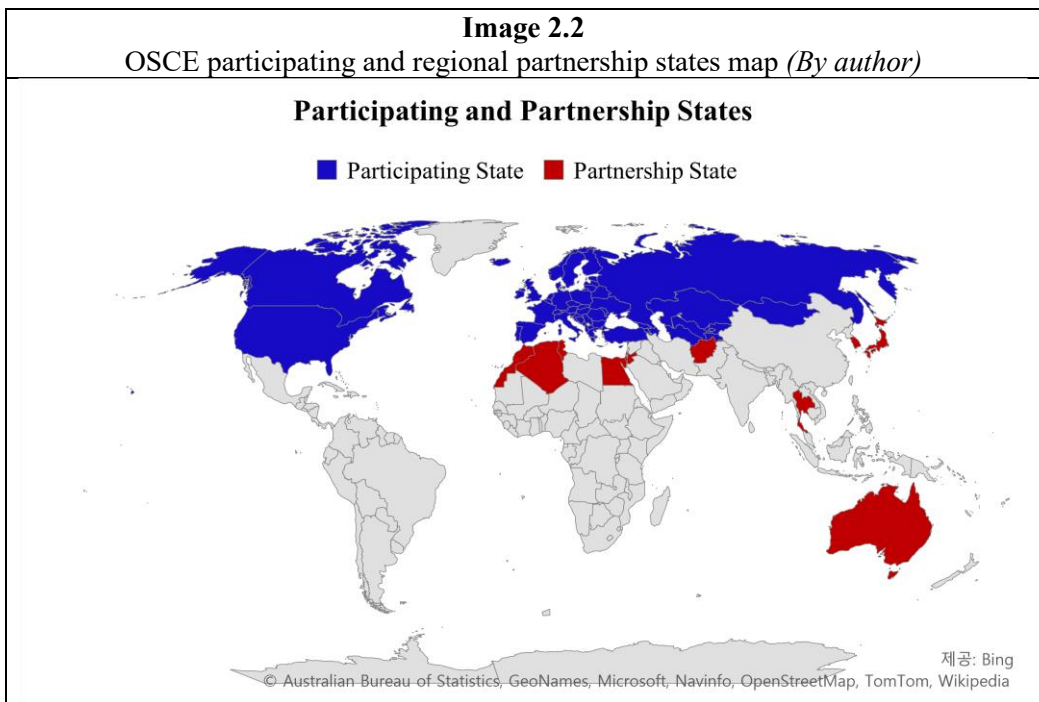 Image 2.2
OSCE participating and regional partnership states map (By author)
Participating and Partnership States
Participating State Partnership State
제공: Bing
© Australian Bureau of Statistics, GeoNames, Microsoft, Navinfo, OpenStreetMap, TomTom, Wikipedia